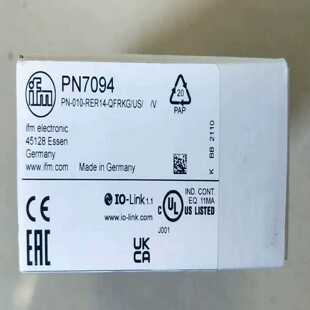 ifm
PN7094
PN-010-RER14-QFRKG/US/ /V
ifm electronic
45128 Essen
Germany
www.ifm.com
Made in Germany
20
PAP
K BB 2110
CE
IO-Link 1.1
www.io-link.com
IND. CONT
EQ. 11MA
C UL US LISTED
J001
EAC
UK
CA